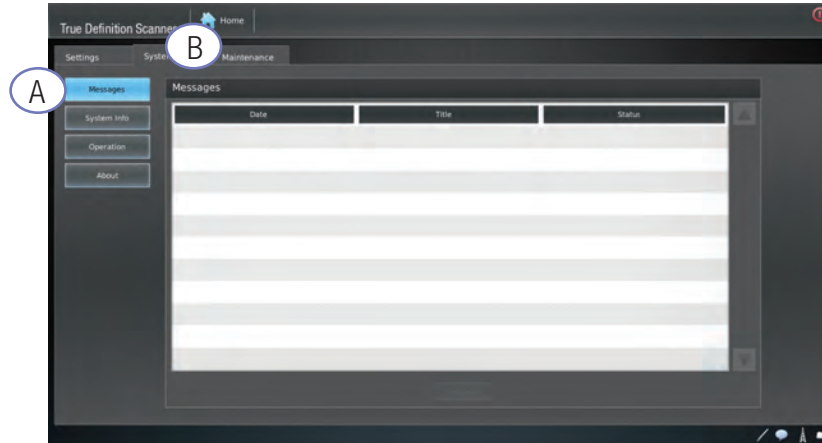 True Definition Scanner
Home
Settings
Maintenance
A
B
Messages
System Info
Operation
About
Messages
Date Title Status